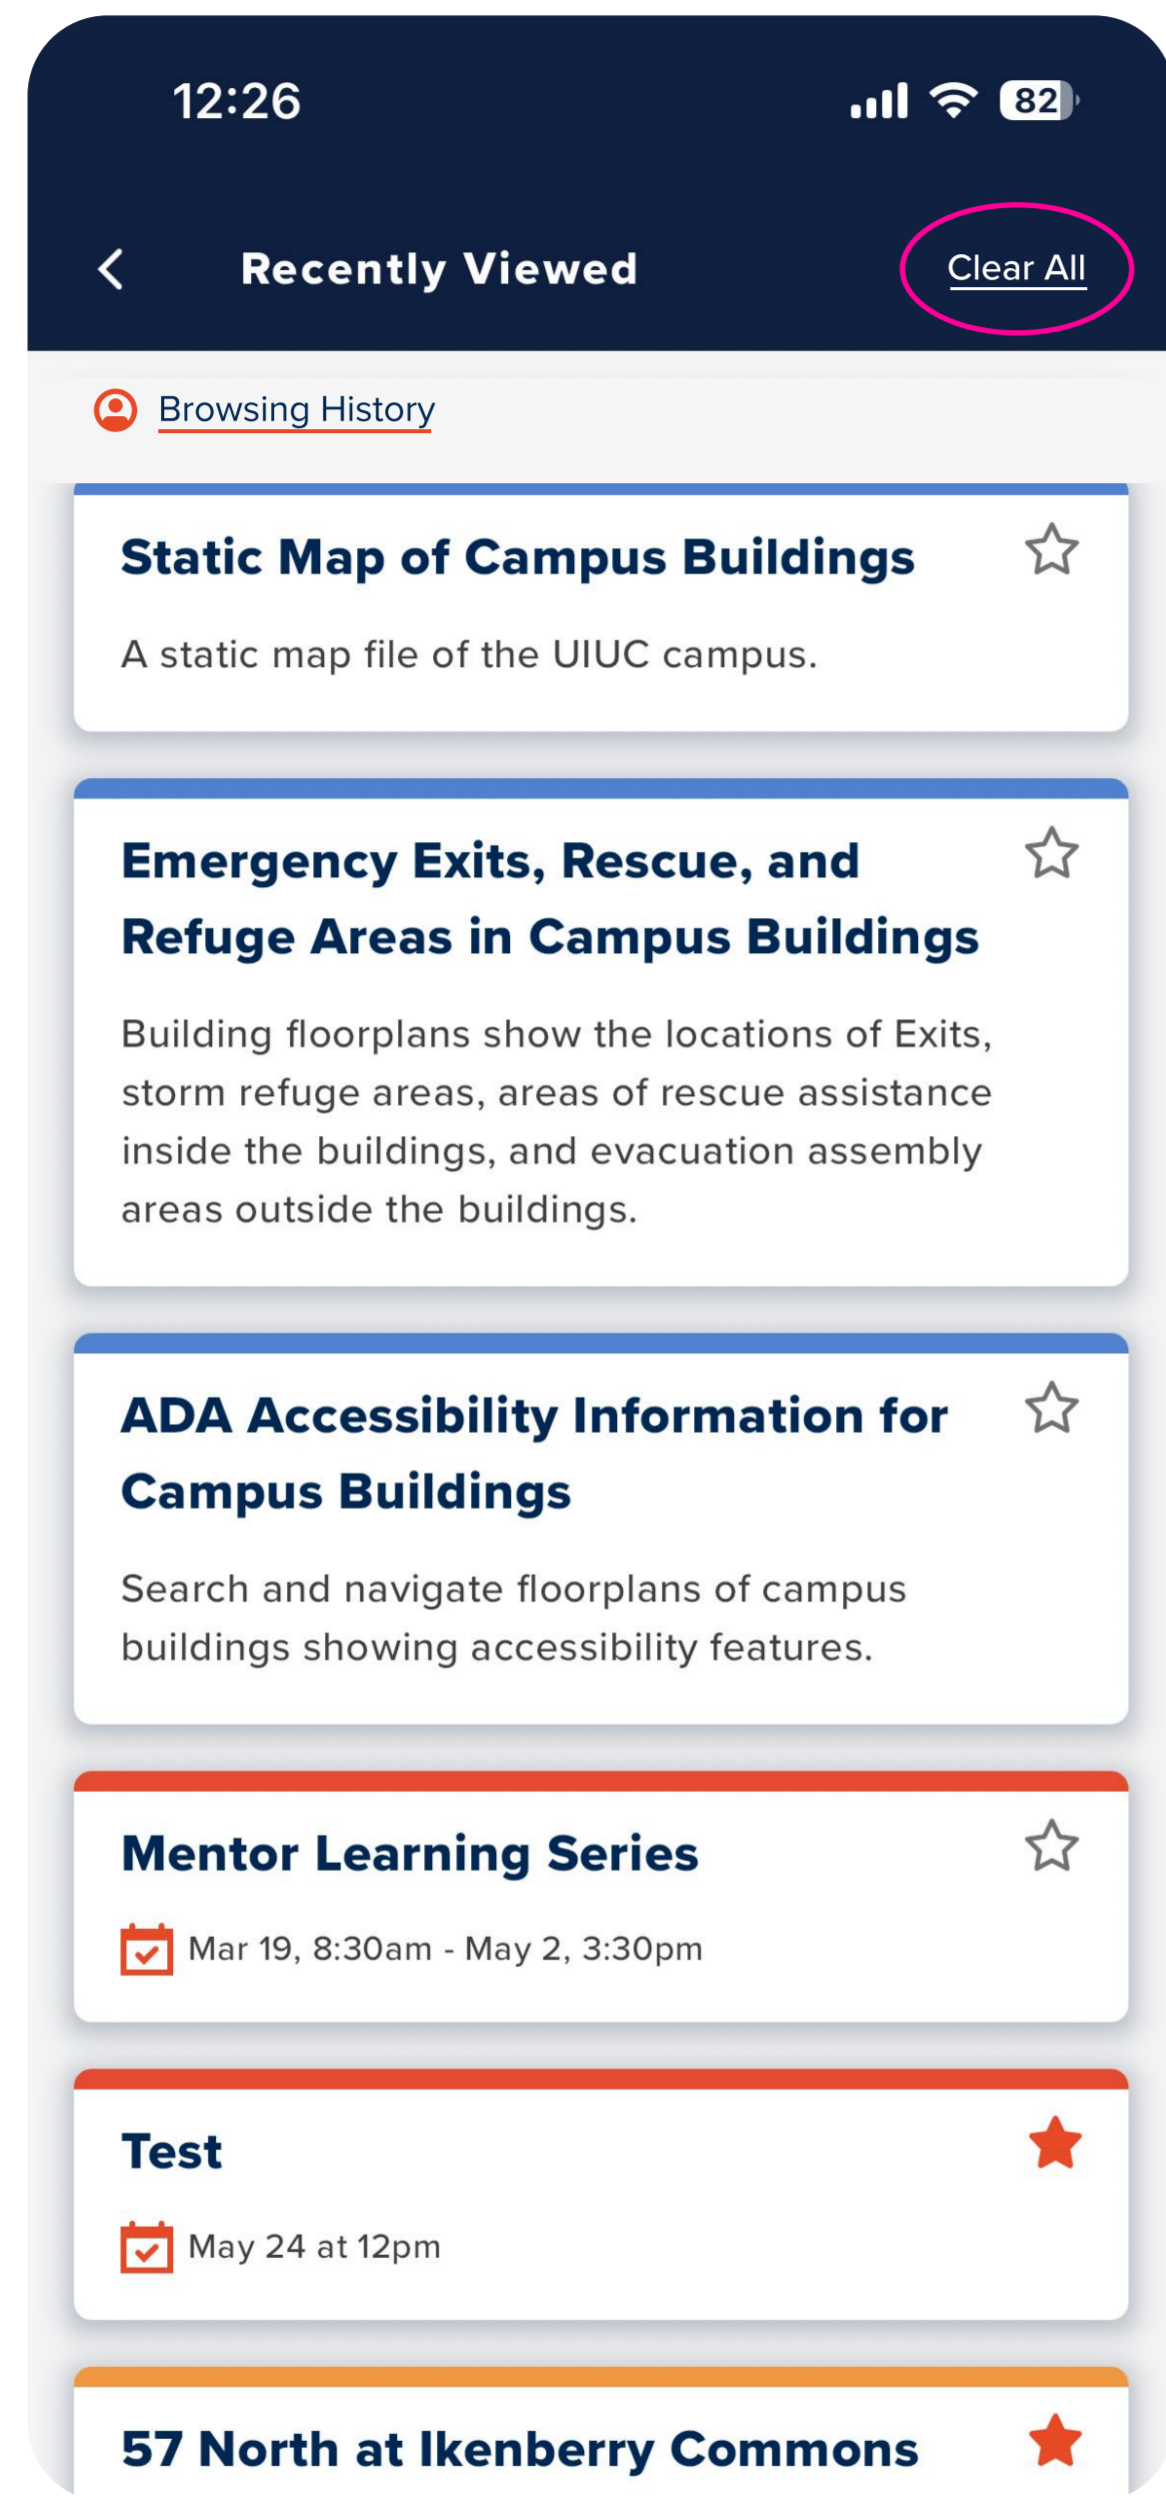 12:26
82
Recently Viewed
Clear All
Browsing History
Static Map of Campus Buildings
A static map file of the UIUC campus.
Emergency Exits, Rescue, and
Refuge Areas in Campus Buildings
Building floorplans show the locations of Exits,
storm refuge areas, areas of rescue assistance
inside the buildings, and evacuation assembly
areas outside the buildings.
ADA Accessibility Information for
Campus Buildings
Search and navigate floorplans of campus
buildings showing accessibility features.
Mentor Learning Series
Mar 19, 8:30am - May 2, 3:30pm
Test
May 24 at 12pm
57 North at Ikenberry Commons